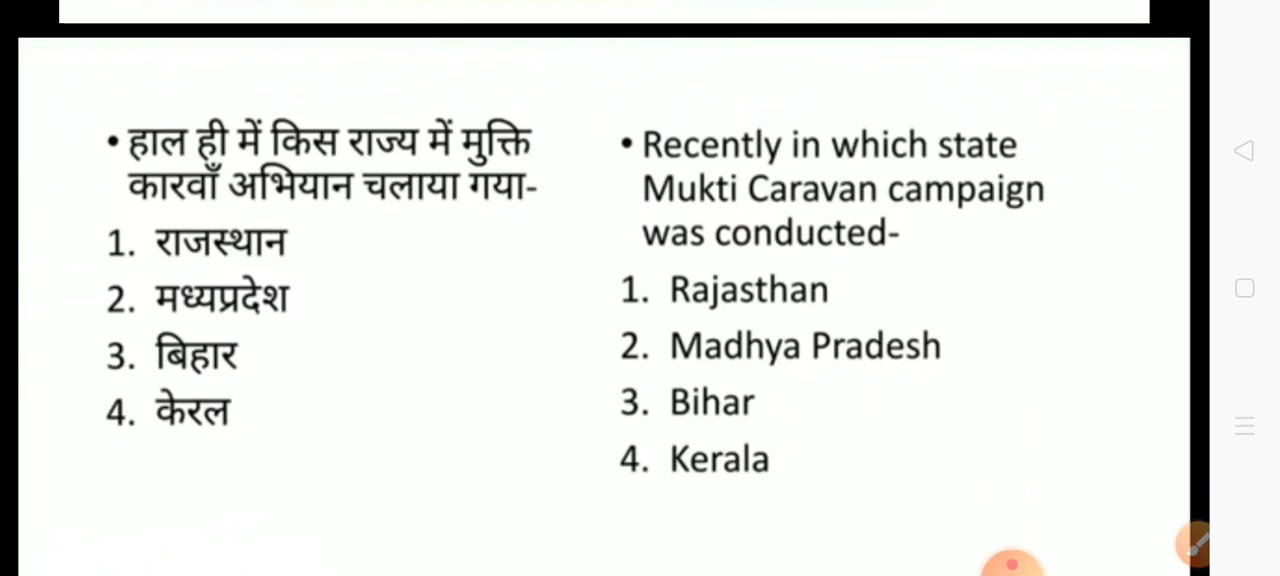 • हाल ही में किस राज्य में मुक्ति
कारवाँ अभियान चलाया गया-
1. राजस्थान
2. मध्यप्रदेश
3. बिहार
4. केरल
• Recently in which state
Mukti Caravan campaign
was conducted-
1. Rajasthan
2. Madhya Pradesh
3. Bihar
4. Kerala